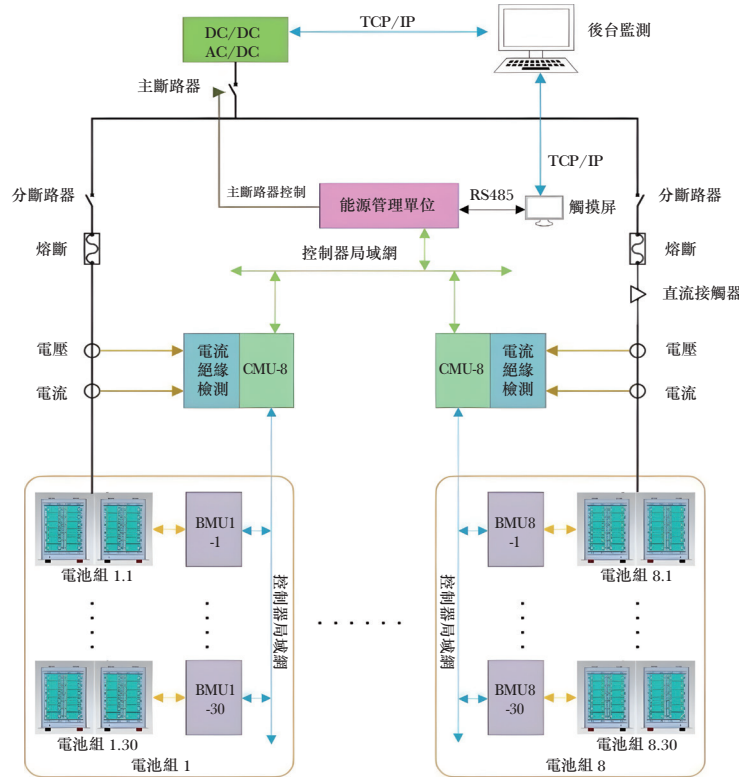 TCP/IP
後台監測
DC/DC
AC/DC
主斷路器
TCP/IP
分斷路器
主斷路器控制
能源管理單位
RS485
觸摸屏
分斷路器
熔斷
控制器局域網
熔斷
直流接觸器
電壓
電流
絕緣
檢測
CMU-8
CMU-8
電流
絕緣
檢測
電壓
電流
電流
BMU1
-1
BMU8
-1
電池組 1.1
電池組 8.1
控制器局域網
控制器局域網
BMU1
-30
BMU8
-30
電池組 1.30
電池組 8.30
電池組 1
電池組 8